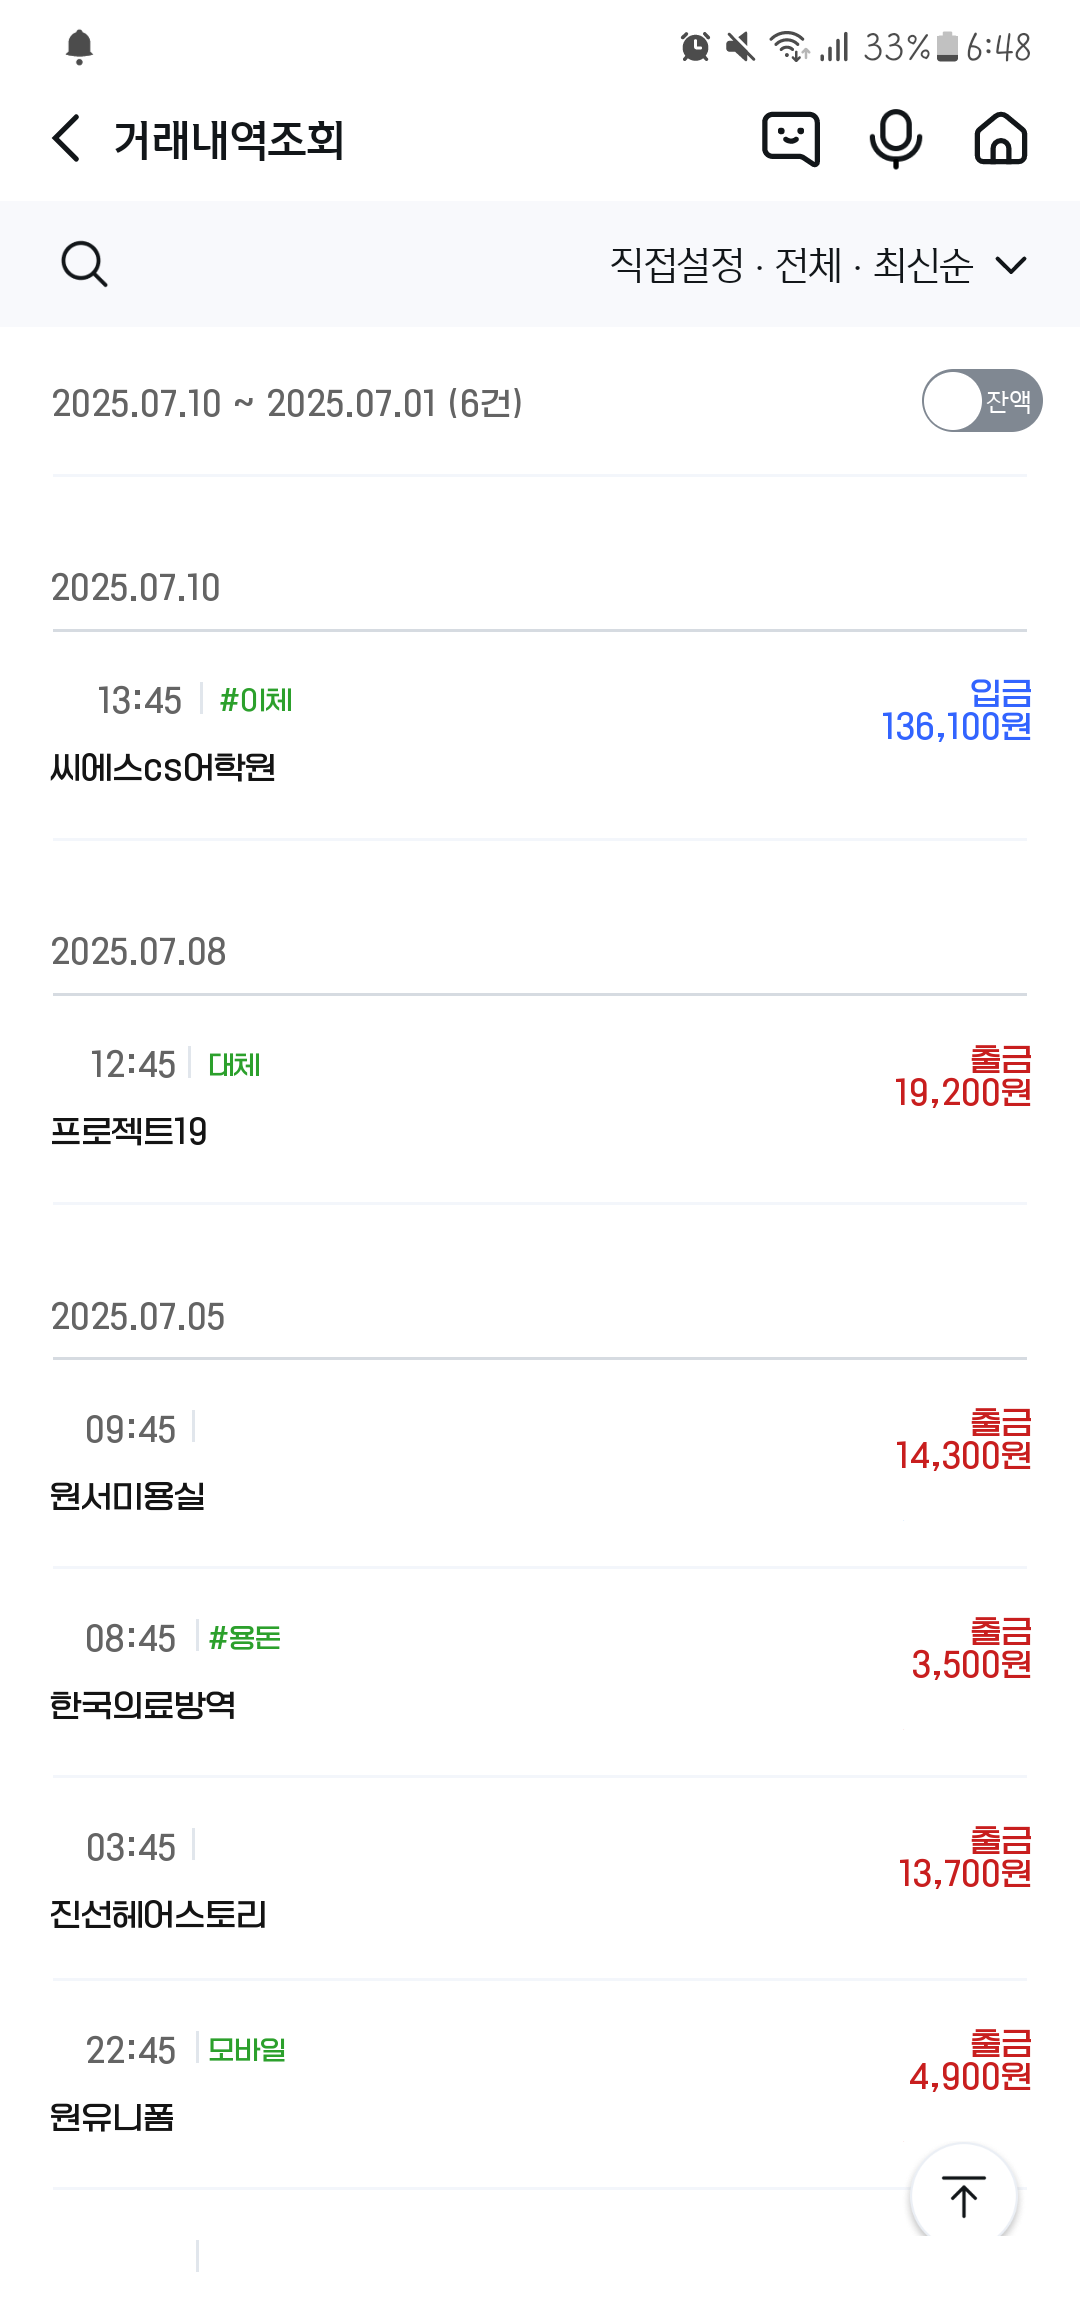 33% 6:48
거래내역조회
직접설정 · 전체 · 최신순
2025.07.10 ~ 2025.07.01 (6건)
잔액
2025.07.10
13:45 #이체
입금
136,100원
씨에스cs어학원
2025.07.08
12:45 대체
출금
19,200원
프로젝트19
2025.07.05
09:45
출금
14,300원
원서미용실
08:45 #용돈
출금
3,500원
한국의료방역
03:45
출금
13,700원
진선헤어스토리
22:45 모바일
출금
4,900원
원유니폼